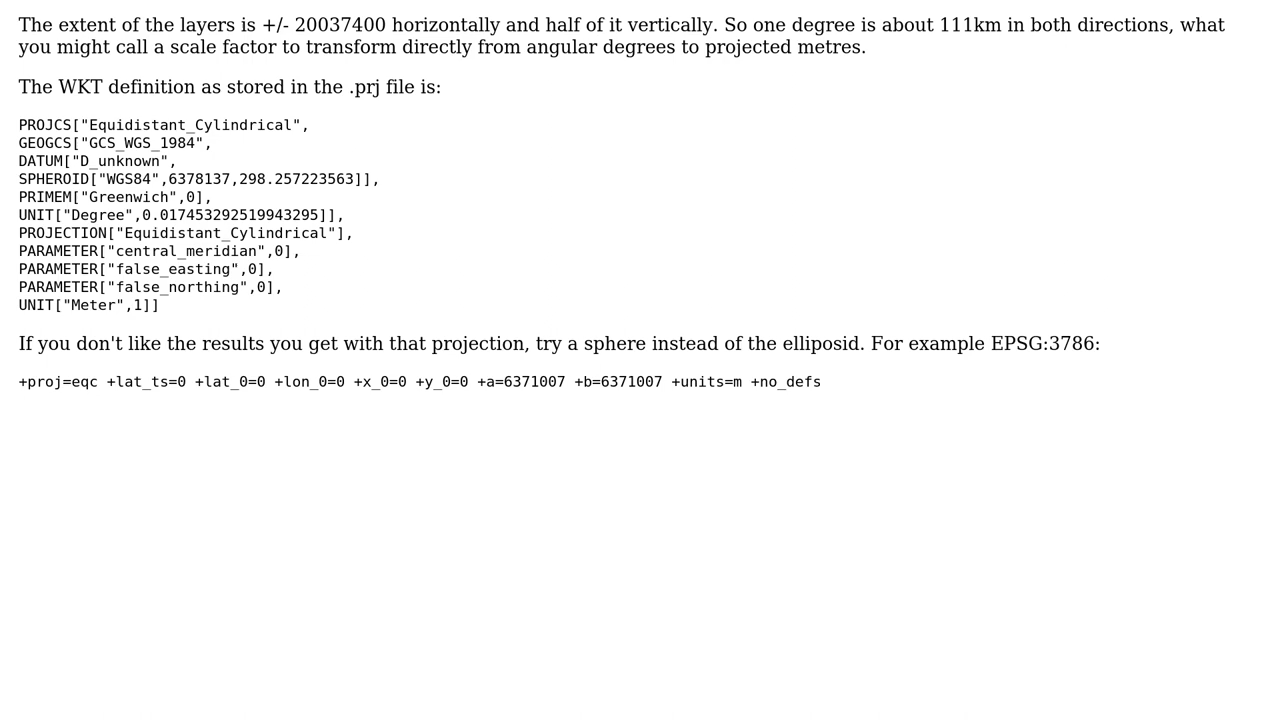 The extent of the layers is +/- 20037400 horizontally and half of it vertically. So one degree is about 111km in both directions, what
you might call a scale factor to transform directly from angular degrees to projected metres.
The WKT definition as stored in the .prj file is:
PROJCS["Equidistant_Cylindrical",
GEOGCS["GCS_WGS_1984",
DATUM["D_unknown",
SPHEROID["WGS84",6378137,298.257223563]],
PRIMEM["Greenwich",0],
UNIT["Degree",0.017453292519943295]],
PROJECTION["Equidistant_Cylindrical"],
PARAMETER["central_meridian",0],
PARAMETER["false_easting",0],
PARAMETER["false_northing",0],
UNIT["Meter",1]]
If you don't like the results you get with that projection, try a sphere instead of the elliposid. For example EPSG:3786:
+proj=eqc +lat_ts=0 +lat_0=0 +lon_0=0 +x_0=0 +y_0=0 +a=6371007 +b=6371007 +units=m +no_defs